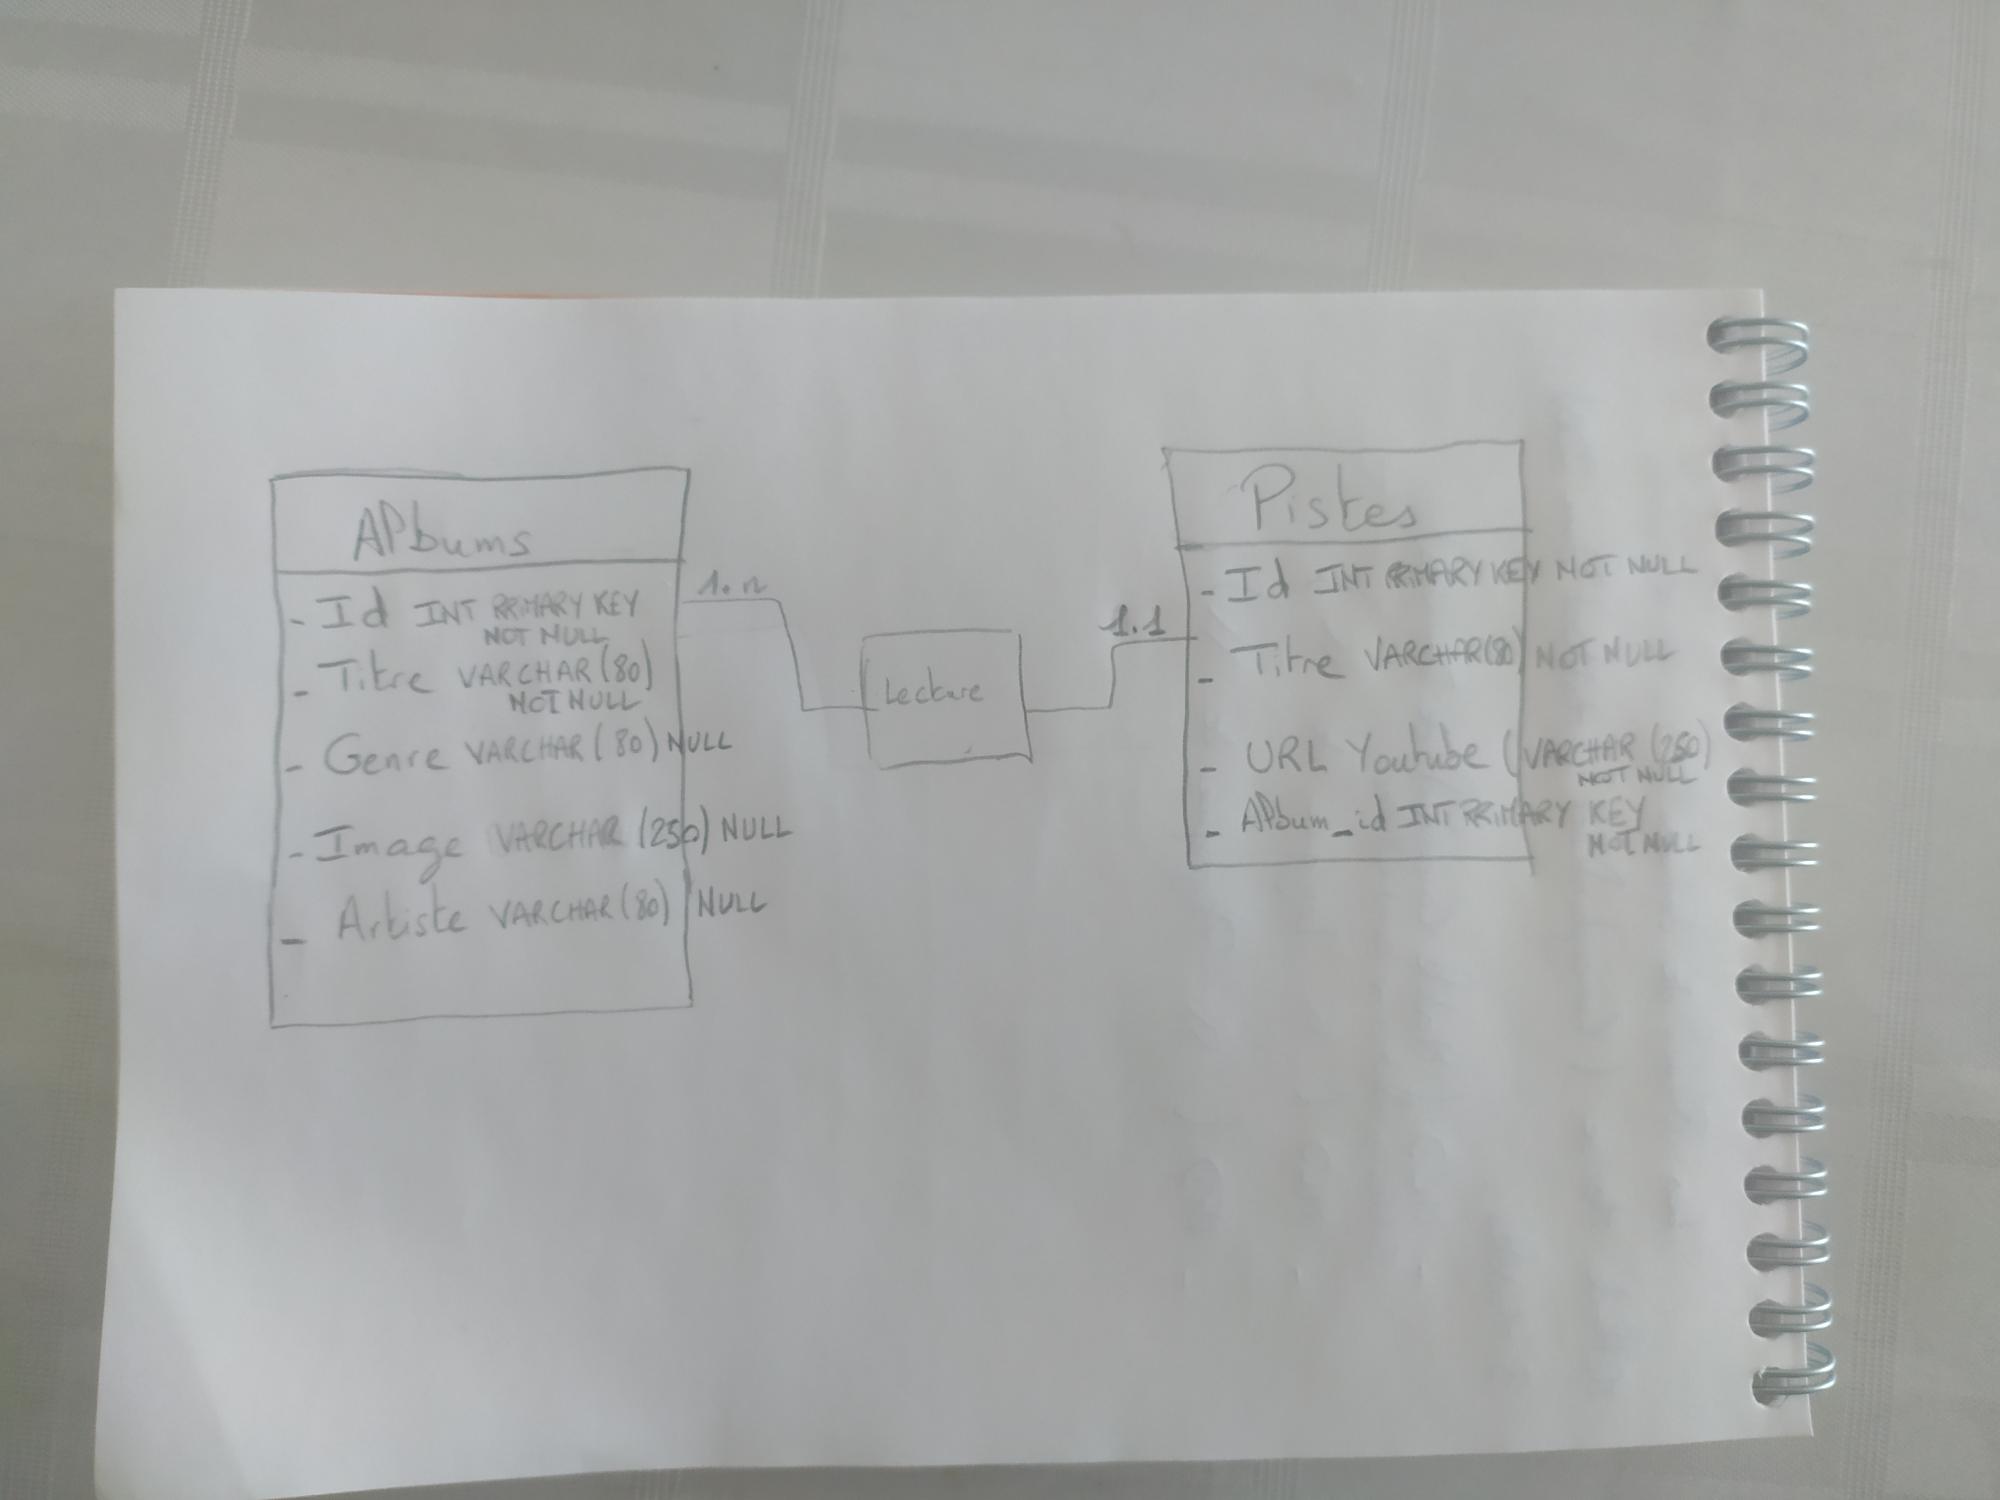 Albums
- Id INT PRIMARY KEY
NOT NULL
- Titre VARCHAR (80)
NOT NULL
- Genre VARCHAR (80) NULL
- Image VARCHAR (250) NULL
- Artiste VARCHAR (80) NULL
1.n
Lecture
1.1
Pistes
- Id INT PRIMARY KEY NOT NULL
- Titre VARCHAR (80) NOT NULL
- URL Youtube (VARCHAR (250)
NOT NULL
- Album_id INT PRIMARY KEY
NOT NULL